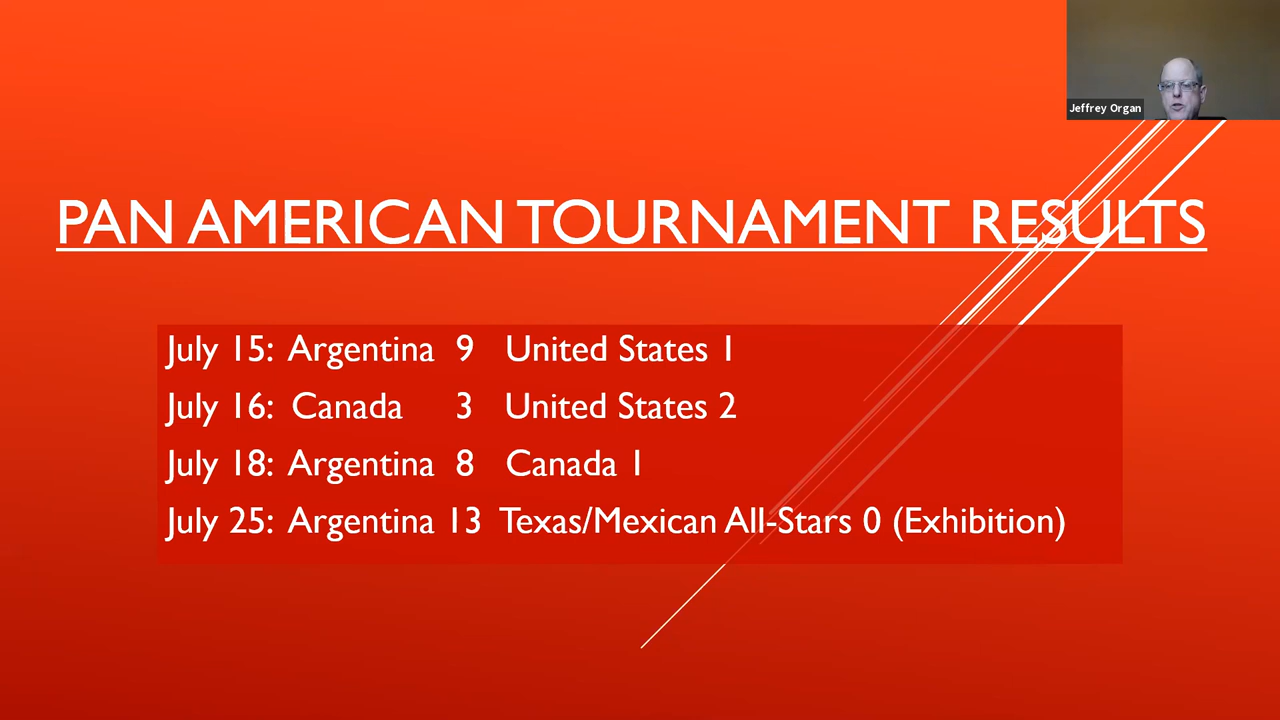 Jeffrey Organ
PAN AMERICAN TOURNAMENT RESULTS
July 15: Argentina 9 United States 1
July 16: Canada 3 United States 2
July 18: Argentina 8 Canada 1
July 25: Argentina 13 Texas/Mexican All-Stars 0 (Exhibition)